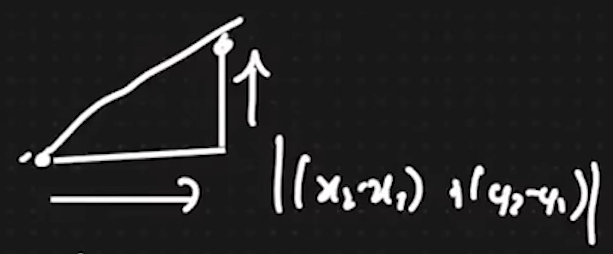 |(x₂-x₁) +(y₂-y₁)|